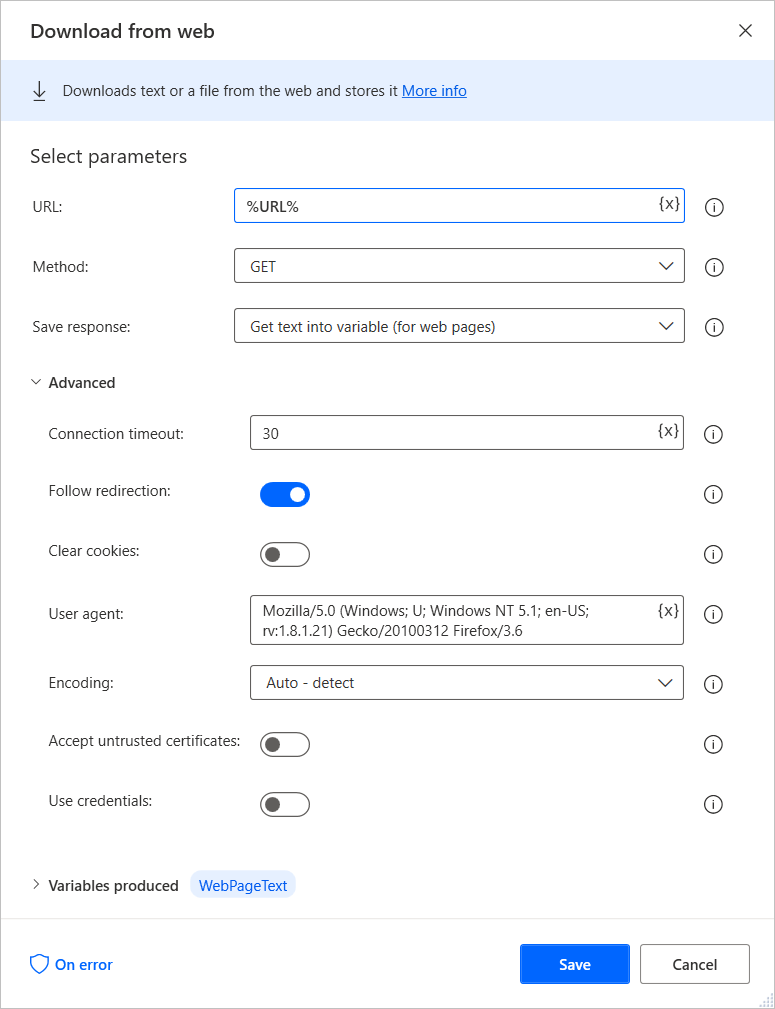 Download from web
Downloads text or a file from the web and stores it More info
Select parameters
URL: %URL% {x}
Method: GET
Save response: Get text into variable (for web pages)
Advanced
Connection timeout: 30 {x}
Follow redirection:
Clear cookies:
User agent: Mozilla/5.0 (Windows; U; Windows NT 5.1; en-US; {x}
rv:1.8.1.21) Gecko/20100312 Firefox/3.6
Encoding: Auto - detect
Accept untrusted certificates:
Use credentials:
Variables produced WebPageText
On error Save Cancel